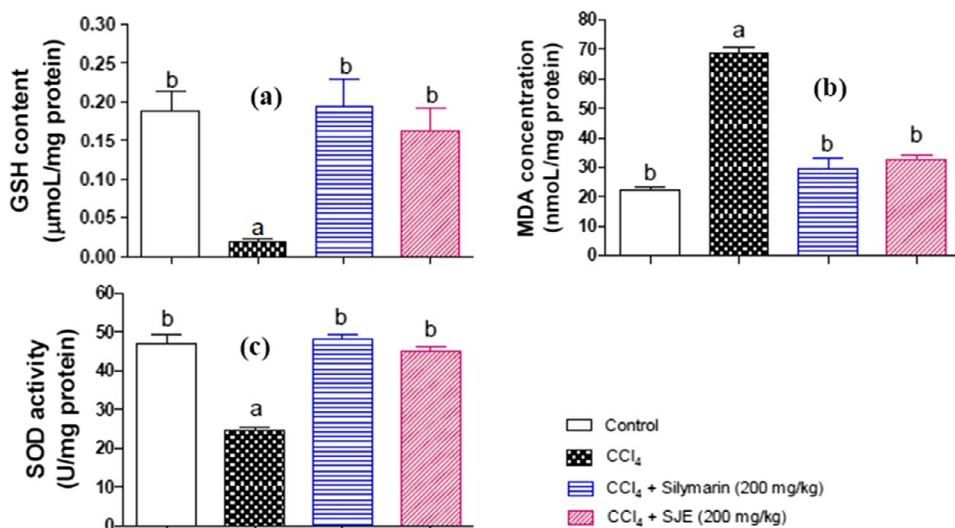 GSH content
(µmoL/mg protein)
0.30
0.25
0.20
0.15
0.10
0.05
0.00
b
a
b
b
(a)
MDA concentration
(nmoL/mg protein)
80
70
60
50
40
30
20
10
0
b
a
b
b
(b)
SOD activity
(U/mg protein)
60
50
40
30
20
10
0
b
a
b
b
(c)
Control
CCl₄
CCl₄ + Silymarin (200 mg/kg)
CCl₄ + SJE (200 mg/kg)